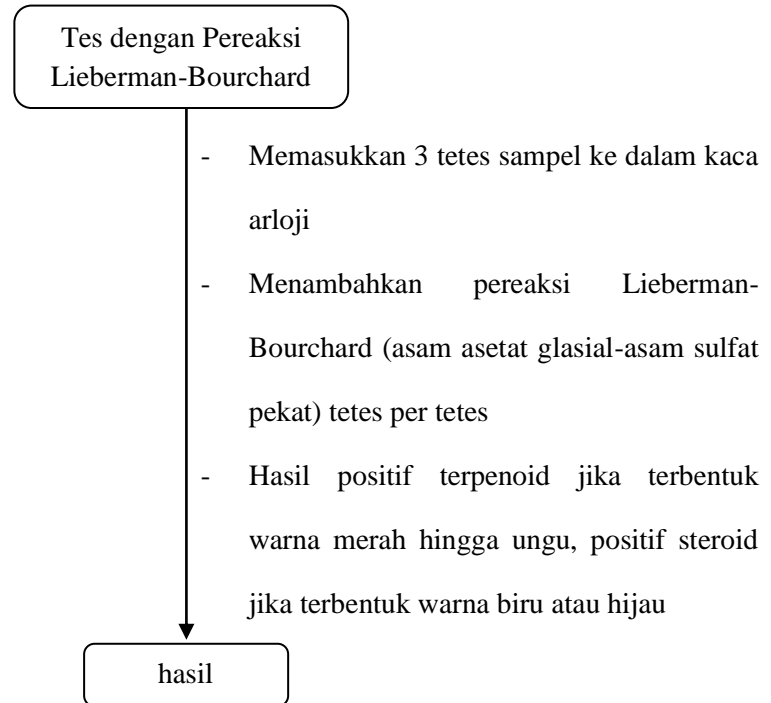 Tes dengan Pereaksi
Lieberman-Bourchard
- Memasukkan 3 tetes sampel ke dalam kaca
arloji
- Menambahkan pereaksi Lieberman-
Bourchard (asam asetat glasial-asam sulfat
pekat) tetes per tetes
- Hasil positif terpenoid jika terbentuk
warna merah hingga ungu, positif steroid
jika terbentuk warna biru atau hijau
hasil